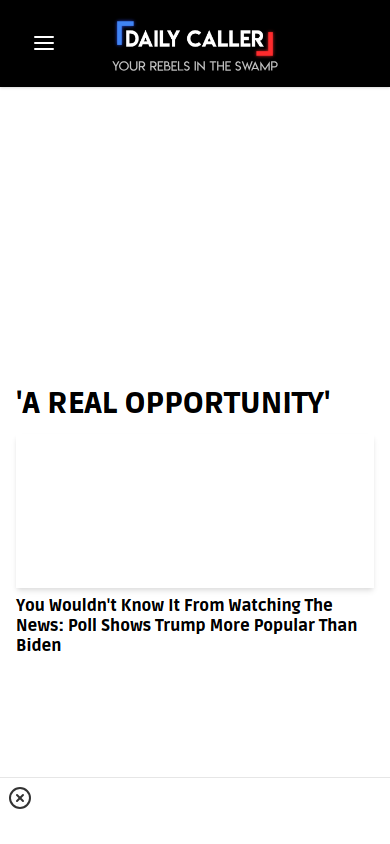 DAILY CALLER
YOUR REBELS IN THE SWAMP
'A REAL OPPORTUNITY'
You Wouldn't Know It From Watching The
News: Poll Shows Trump More Popular Than
Biden